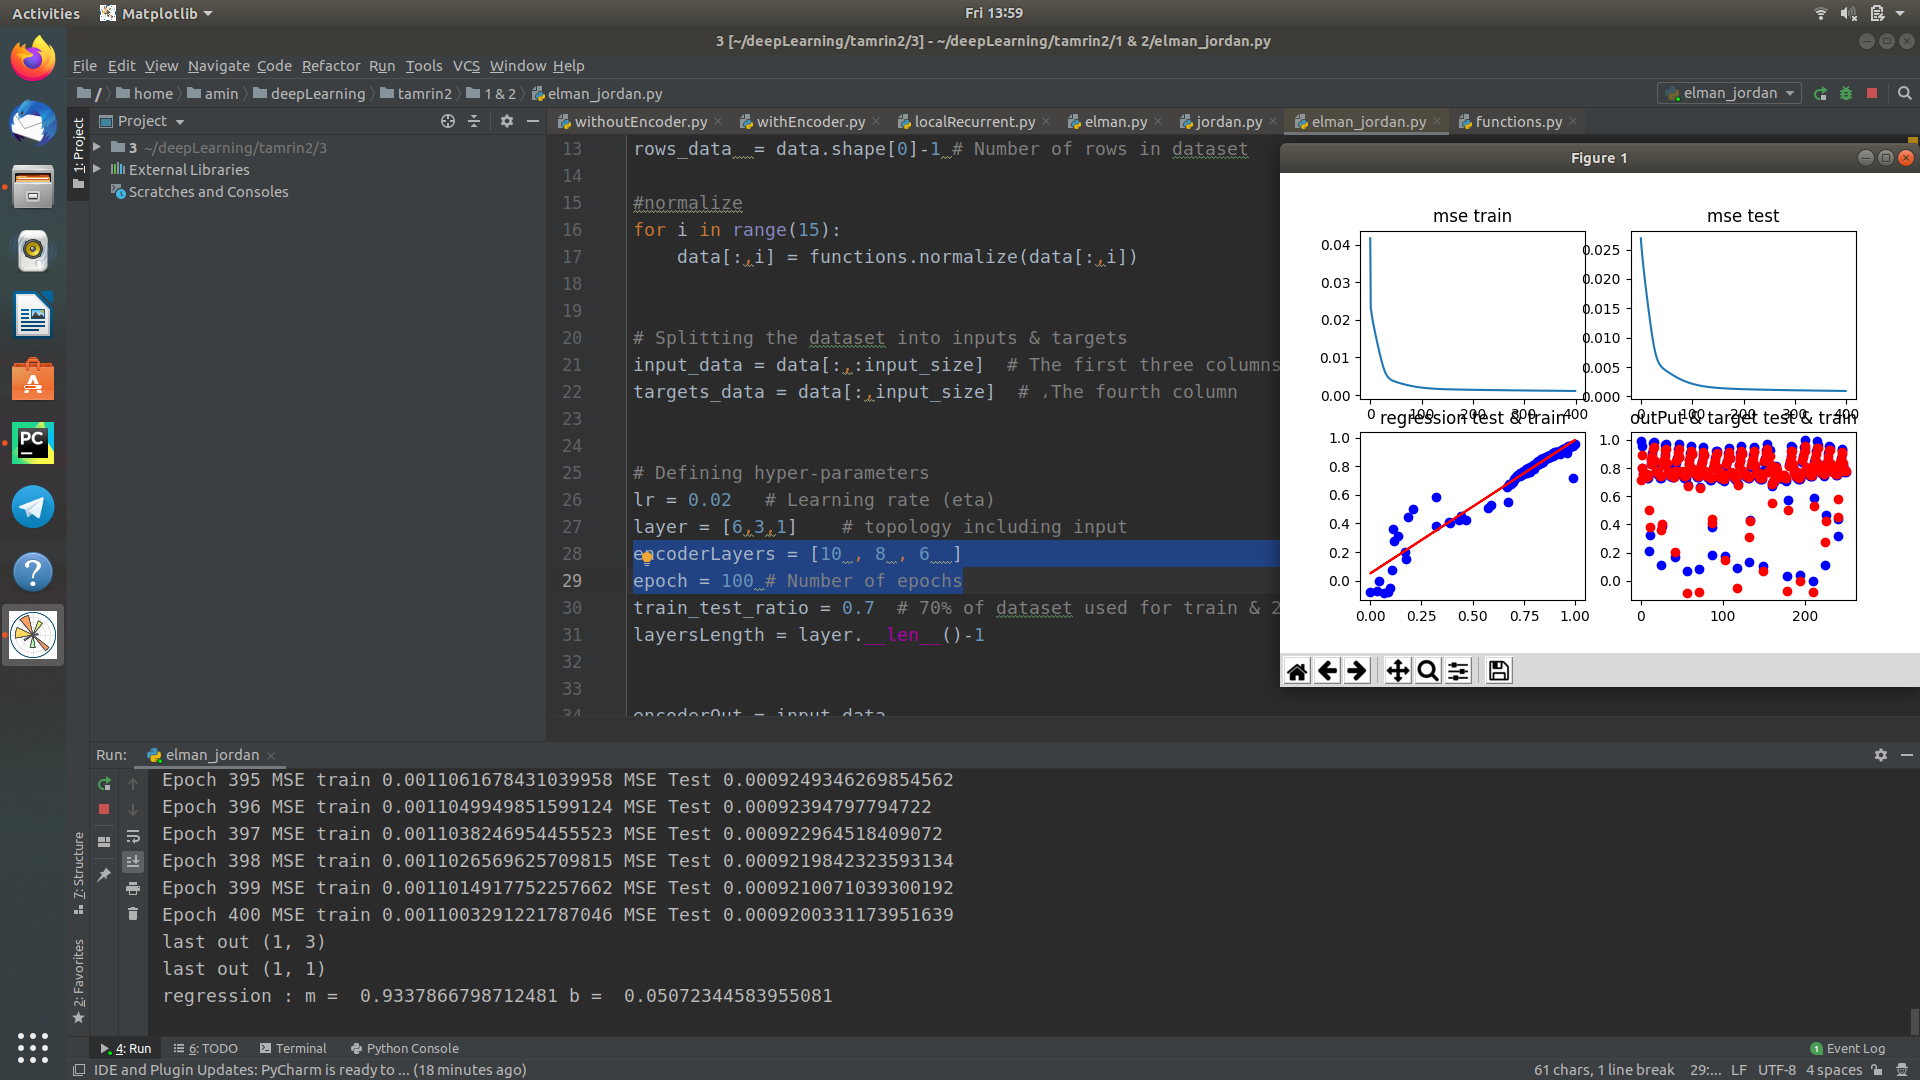 Activities
Matplotlib
Fri 13:59
3 [~/deepLearning/tamrin2/3] - ~/deepLearning/tamrin2/1 & 2/elman_jordan.py
File Edit View Navigate Code Refactor Run Tools VCS Window Help
/ home amin deepLearning tamrin2 1 & 2 elman_jordan.py
elman_jordan
Project
withoutEncoder.py withEncoder.py localRecurrent.py elman.py jordan.py elman_jordan.py functions.py
1: Project
3 ~/deepLearning/tamrin2/3
External Libraries
Scratches and Consoles
13 rows_data = data.shape[0]-1 # Number of rows in dataset
14
15 #normalize
16 for i in range(15):
17 data[:,i] = functions.normalize(data[:,i])
18
19
20 # Splitting the dataset into inputs & targets
21 input_data = data[:,:input_size] # The first three columns
22 targets_data = data[:,input_size] # ،The fourth column
23
24
25 # Defining hyper-parameters
26 lr = 0.02 # Learning rate (eta)
27 layer = [6,3,1] # topology including input
28 encoderLayers = [10 , 8 , 6 ]
29 epoch = 100 # Number of epochs
30 train_test_ratio = 0.7 # 70% of dataset used for train & 2
31 layersLength = layer.__len__()-1
32
33
34 encoderOut = input_data
Figure 1
mse train
0.04
0.03
0.02
0.01
0.00
0 100 200 300 400
mse test
0.025
0.020
0.015
0.010
0.005
0.000
0 100 200 300 400
regression test & train
1.0
0.8
0.6
0.4
0.2
0.0
0.00 0.25 0.50 0.75 1.00
outPut & target test & train
1.0
0.8
0.6
0.4
0.2
0.0
0 100 200
Run: elman_jordan
Epoch 395 MSE train 0.0011061678431039958 MSE Test 0.0009249346269854562
Epoch 396 MSE train 0.0011049949851599124 MSE Test 0.00092394797794722
Epoch 397 MSE train 0.0011038246954455523 MSE Test 0.000922964518409072
Epoch 398 MSE train 0.0011026569625709815 MSE Test 0.0009219842323593134
Epoch 399 MSE train 0.0011014917752257662 MSE Test 0.0009210071039300192
Epoch 400 MSE train 0.0011003291221787046 MSE Test 0.0009200331173951639
last out (1, 3)
last out (1, 1)
regression : m = 0.9337866798712481 b = 0.05072344583955081
7: Structure
2: Favorites
4: Run 6: TODO Terminal Python Console
1 Event Log
IDE and Plugin Updates: PyCharm is ready to ... (18 minutes ago)
61 chars, 1 line break 29:... LF UTF-8 4 spaces
PC